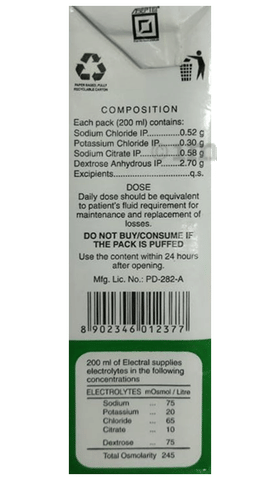 PAPER BASED, FULLY
RECYCLABLE CARTON
COMPOSITION
Each pack (200 ml) contains:
Sodium Chloride IP..............0.52 g
Potassium Chloride IP..........0.30 g
Sodium Citrate IP.................0.58 g
Dextrose Anhydrous IP........2.70 g
Excipients.............................q.s.
DOSE
Daily dose should be equivalent
to patient's fluid requirement for
maintenance and replacement of
losses.
DO NOT BUY/CONSUME IF
THE PACK IS PUFFED
Use the content within 24 hours
after opening.
Mfg. Lic. No.: PD-282-A
8 902346 012377
200 ml of Electral supplies
electrolytes in the following
concentrations
ELECTROLYTES mOsmol / Litre
Sodium ... 75
Potassium ... 20
Chloride ... 65
Citrate ... 10
Dextrose ... 75
Total Osmolarity 245